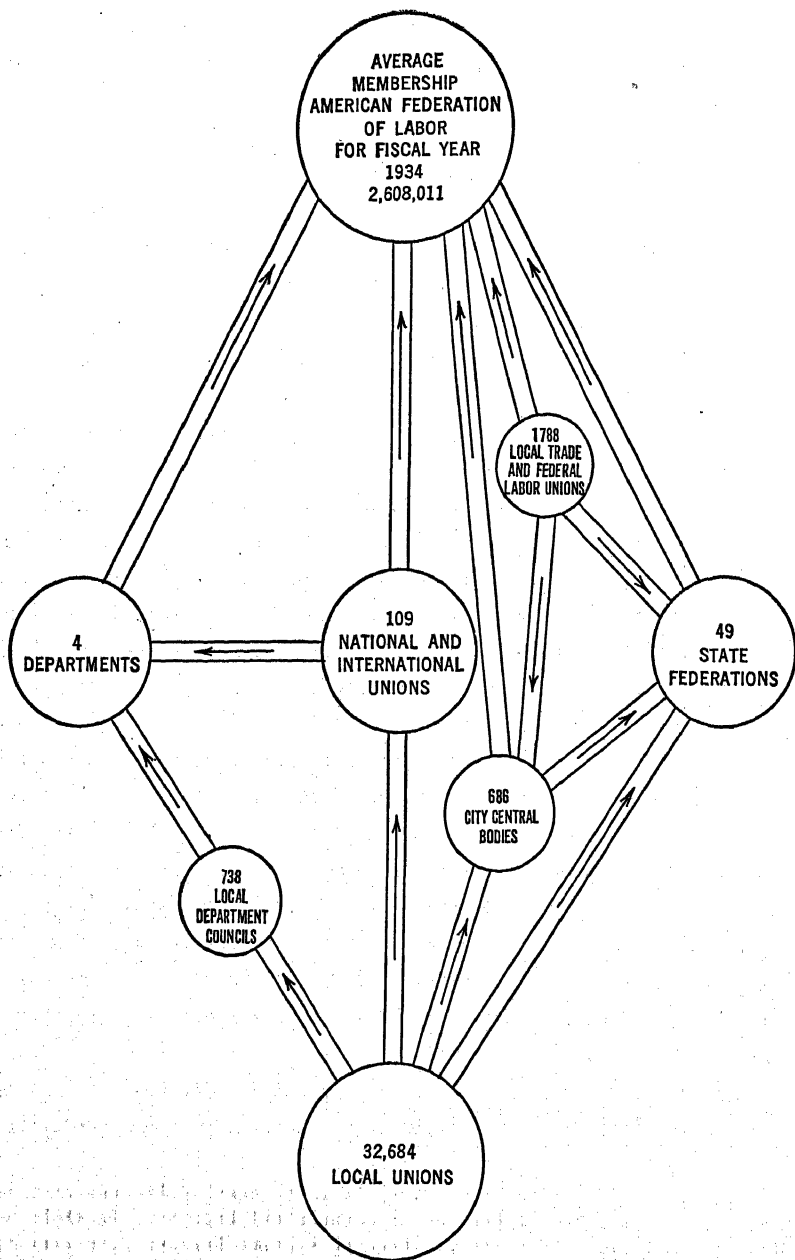 AVERAGE
MEMBERSHIP
AMERICAN FEDERATION
OF LABOR
FOR FISCAL YEAR
1934
2,608,011
1788
LOCAL TRADE
AND FEDERAL
LABOR UNIONS
4
DEPARTMENTS
109
NATIONAL AND
INTERNATIONAL
UNIONS
49
STATE
FEDERATIONS
686
CITY CENTRAL
BODIES
738
LOCAL
DEPARTMENT
COUNCILS
32,684
LOCAL UNIONS